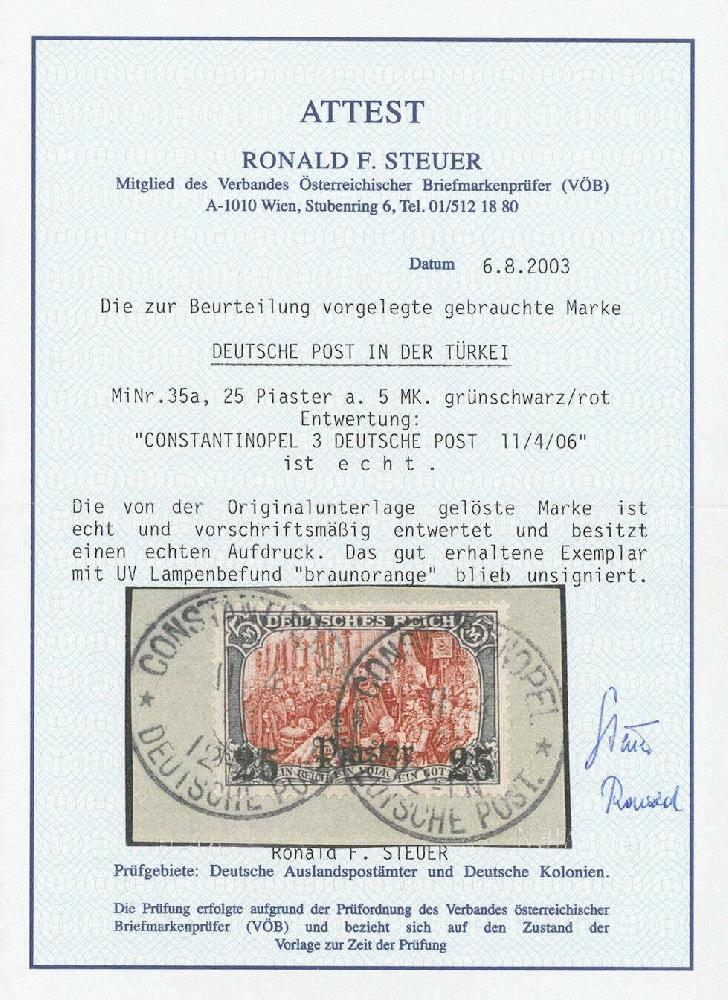 ATTEST
RONALD F. STEUER
Mitglied des Verbandes Österreichischer Briefmarkenprüfer (VÖB)
A-1010 Wien, Stubenring 6, Tel. 01/512 18 80
Datum 6.8.2003
Die zur Beurteilung vorgelegte gebrauchte Marke
DEUTSCHE POST IN DER TÜRKEI
MiNr.35a, 25 Piaster a. 5 MK. grünschwarz/rot
Entwertung:
"CONSTANTINOPEL 3 DEUTSCHE POST 11/4/06"
ist e c h t .
Die von der Originalunterlage gelöste Marke ist
echt und vorschriftsmäßig entwertet und besitzt
einen echten Aufdruck. Das gut erhaltene Exemplar
mit UV Lampenbefund "braunorange" blieb unsigniert.
DEUTSCHES REICH
25 Piaster 25
DEUTSCHE POST.
Steuer
Ronald
Ronald F. STEUER
Prüfgebiete: Deutsche Auslandspostämter und Deutsche Kolonien.
Die Prüfung erfolgte aufgrund der Prüfordnung des Verbandes österreichischer
Briefmarkenprüfer (VÖB) und bezieht sich auf den Zustand der
Vorlage zur Zeit der Prüfung